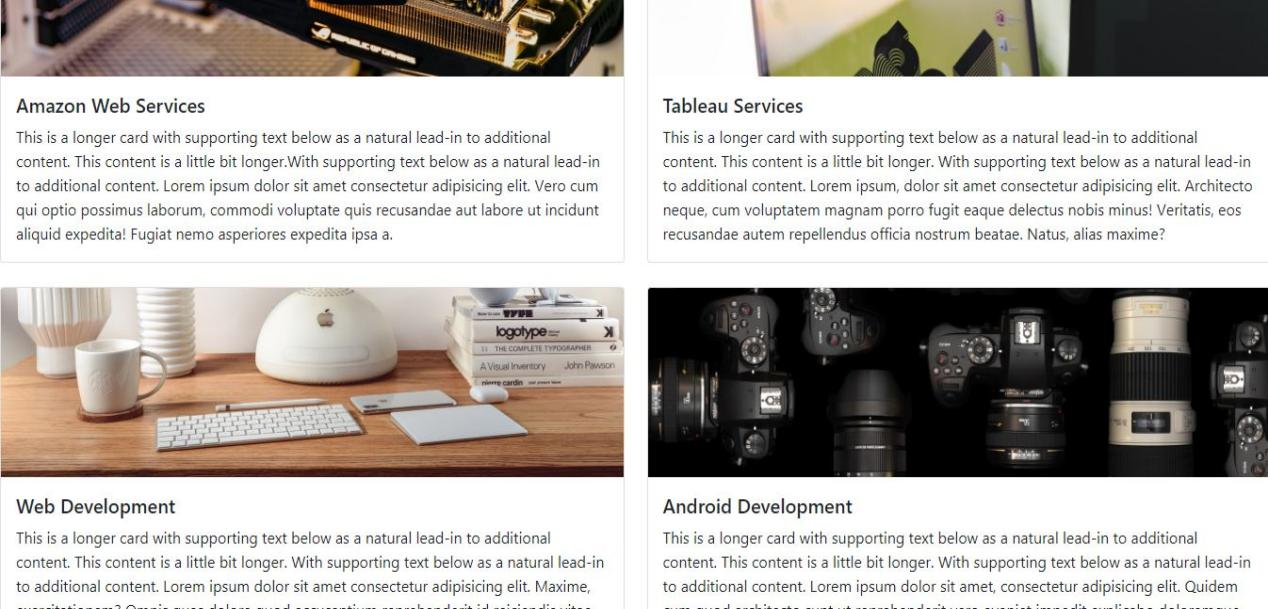 REPUBLIC OF GAMERS
Amazon Web Services
This is a longer card with supporting text below as a natural lead-in to additional
content. This content is a little bit longer.With supporting text below as a natural lead-in
to additional content. Lorem ipsum dolor sit amet consectetur adipisicing elit. Vero cum
qui optio possimus laborum, commodi voluptate quis recusandae aut labore ut incidunt
aliquid expedita! Fugiat nemo asperiores expedita ipsa a.
Tableau Services
This is a longer card with supporting text below as a natural lead-in to additional
content. This content is a little bit longer. With supporting text below as a natural lead-in
to additional content. Lorem ipsum, dolor sit amet consectetur adipisicing elit. Architecto
neque, cum voluptatem magnam porro fugit eaque delectus nobis minus! Veritatis, eos
recusandae autem repellendus officia nostrum beatae. Natus, alias maxime?
TYPE
logotype
THE COMPLETE TYPOGRAPHER
A Visual Inventory John Pawson
pierre cardin
Web Development
This is a longer card with supporting text below as a natural lead-in to additional
content. This content is a little bit longer. With supporting text below as a natural lead-in
to additional content. Lorem ipsum dolor sit amet consectetur adipisicing elit. Maxime,
Android Development
This is a longer card with supporting text below as a natural lead-in to additional
content. This content is a little bit longer. With supporting text below as a natural lead-in
to additional content. Lorem ipsum dolor sit amet, consectetur adipisicing elit. Quidem